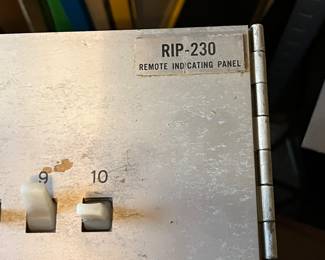 RIP-230
REMOTE INDICATING PANEL
9 10